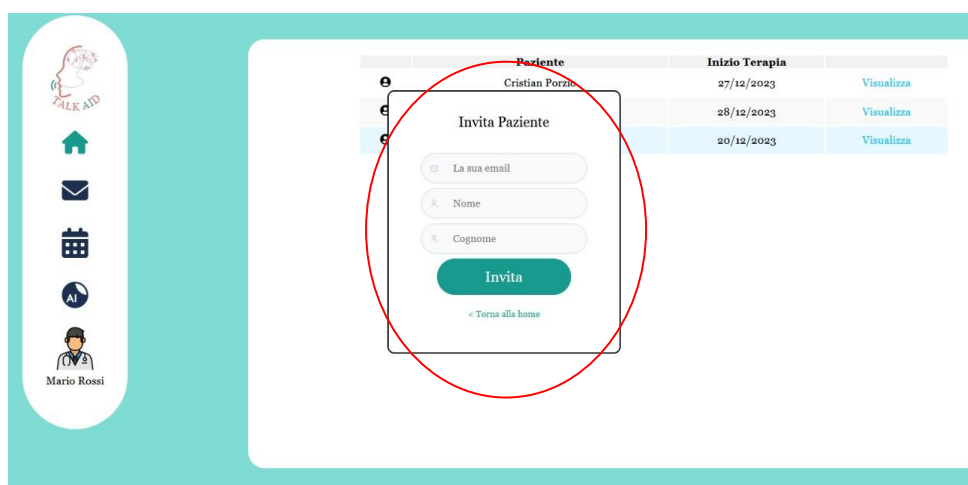 TALK AID
AI
Mario Rossi
Paziente Inizio Terapia
Cristian Porzio 27/12/2023 Visualizza
28/12/2023 Visualizza
20/12/2023 Visualizza
Invita Paziente
La sua email
Nome
Cognome
Invita
< Torna alla home